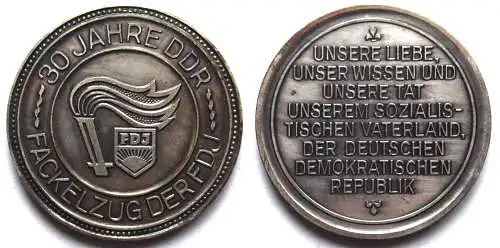 30 JAHRE DDR
FDJ
FACKELZUG DER FDJ
UNSERE LIEBE,
UNSER WISSEN UND
UNSERE TAT
UNSEREM SOZIALIS-
TISCHEN VATERLAND,
DER DEUTSCHEN
DEMOKRATISCHEN
REPUBLIK